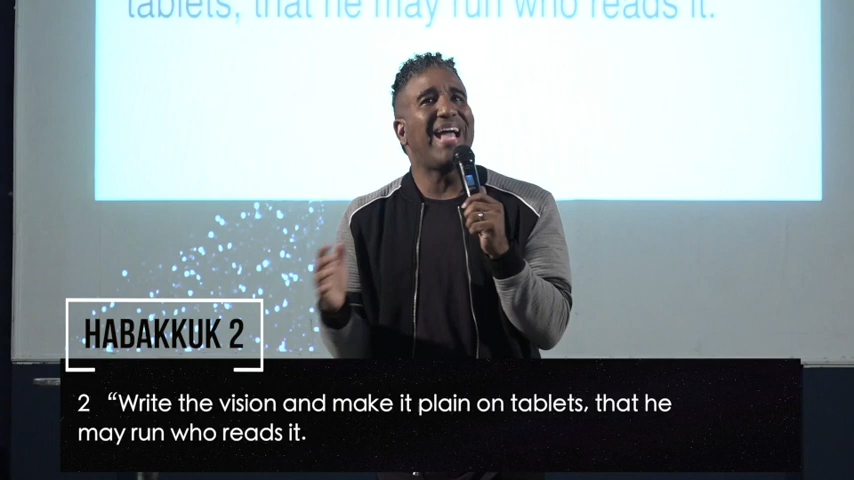 tablets, that he may run who reads it.
HABAKKUK 2
2 “Write the vision and make it plain on tablets, that he
may run who reads it.